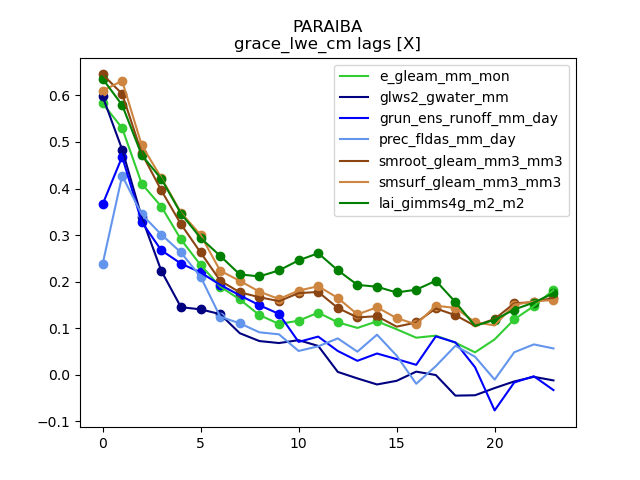 PARAIBA
grace_lwe_cm lags [X]
e_gleam_mm_mon
glws2_gwater_mm
grun_ens_runoff_mm_day
prec_fldas_mm_day
smroot_gleam_mm3_mm3
smsurf_gleam_mm3_mm3
lai_gimms4g_m2_m2
0.6
0.5
0.4
0.3
0.2
0.1
0.0
−0.1
0 5 10 15 20